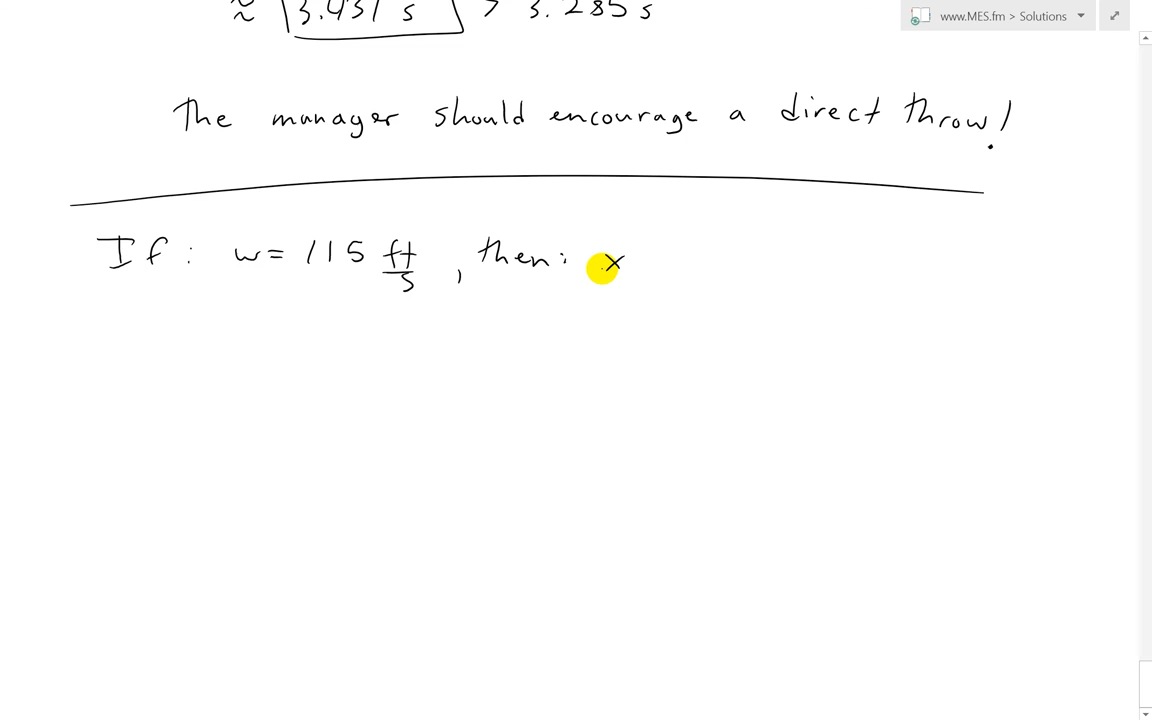 ≈ 3.431 s > 3.285 s
www.MES.fm > Solutions
The manager should encourage a direct throw!
If: w = 115 ft/s, then: x